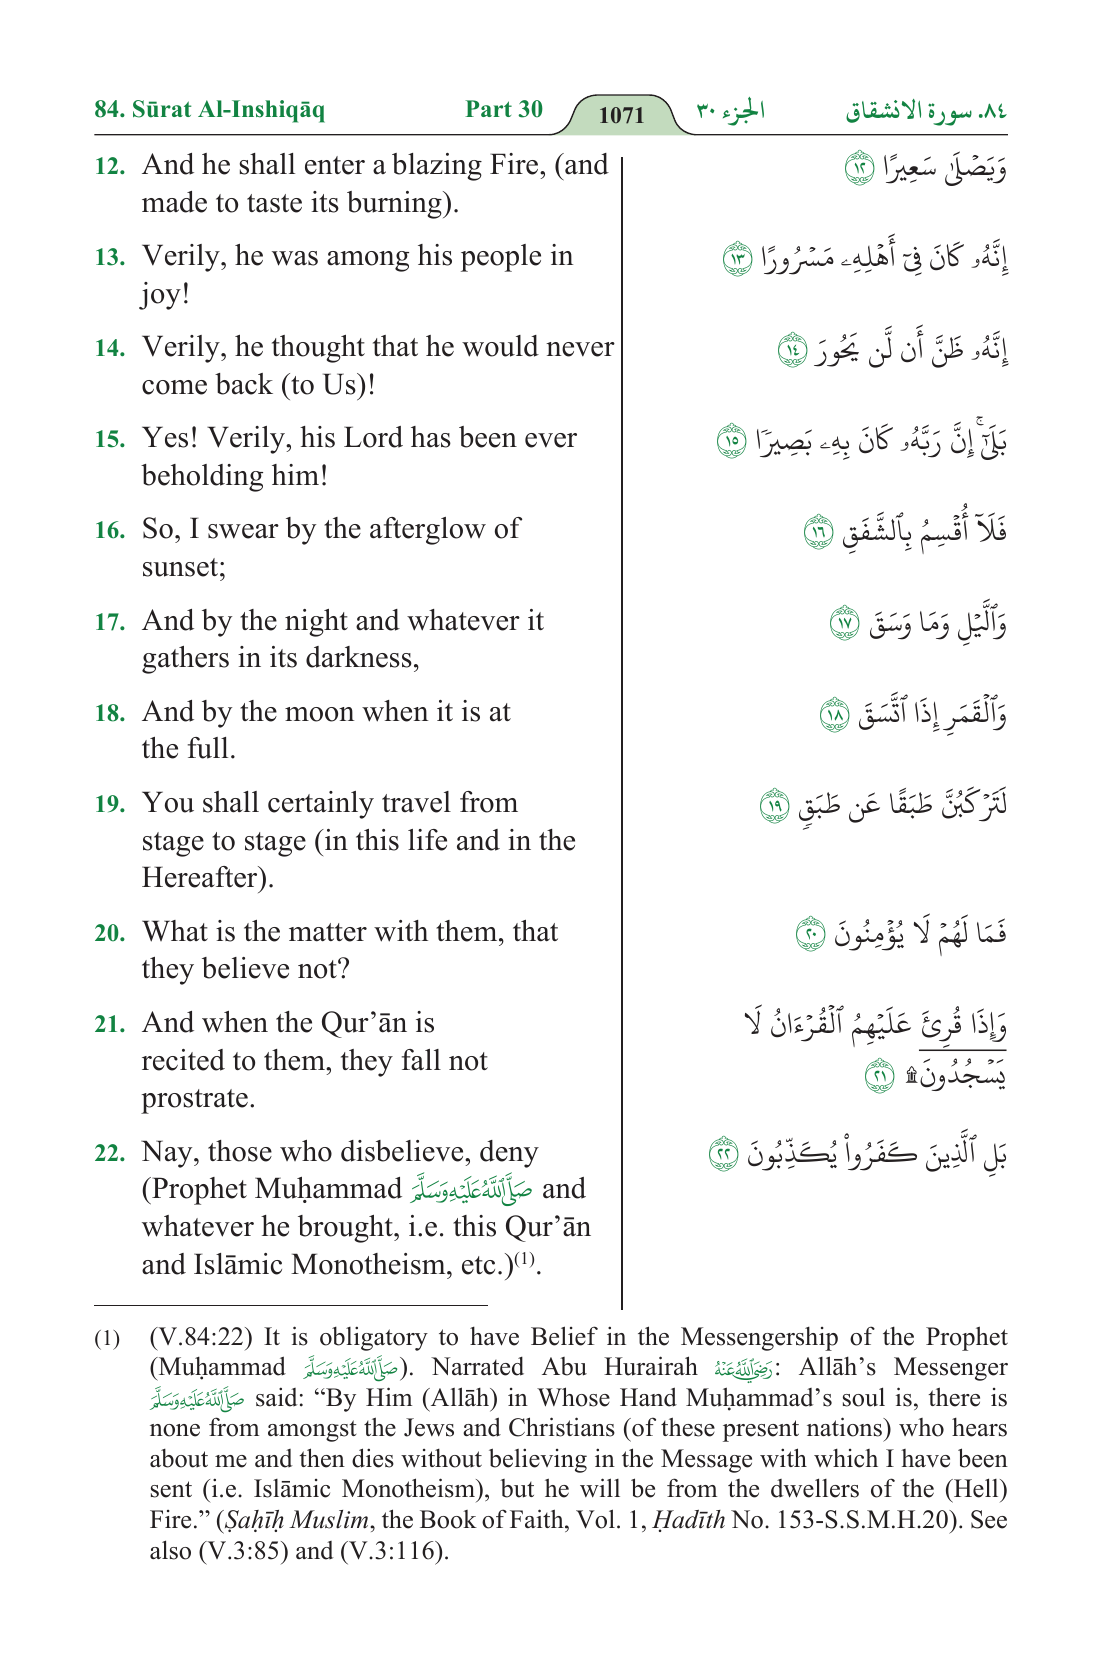 84. Sūrat Al-Inshiqāq Part 30 1071 الجزء ٣٠ ٨٤. سورة الانشقاق
12. And he shall enter a blazing Fire, (and
made to taste its burning).
وَيَصۡلَىٰ سَعِيرًا ١٢
13. Verily, he was among his people in
joy!
إِنَّهُۥ كَانَ فِيٓ أَهۡلِهِۦ مَسۡرُورًا ١٣
14. Verily, he thought that he would never
come back (to Us)!
إِنَّهُۥ ظَنَّ أَن لَّن يَحُورَ ١٤
15. Yes! Verily, his Lord has been ever
beholding him!
بَلَىٰٓۚ إِنَّ رَبَّهُۥ كَانَ بِهِۦ بَصِيرٗا ١٥
16. So, I swear by the afterglow of
sunset;
فَلَآ أُقۡسِمُ بِٱلشَّفَقِ ١٦
17. And by the night and whatever it
gathers in its darkness,
وَٱلَّيۡلِ وَمَا وَسَقَ ١٧
18. And by the moon when it is at
the full.
وَٱلۡقَمَرِ إِذَا ٱتَّسَقَ ١٨
19. You shall certainly travel from
stage to stage (in this life and in the
Hereafter).
لَتَرۡكَبُنَّ طَبَقًا عَن طَبَقٖ ١٩
20. What is the matter with them, that
they believe not?
فَمَا لَهُمۡ لَا يُؤۡمِنُونَ ٢٠
21. And when the Qur’ān is
recited to them, they fall not
prostrate.
وَإِذَا قُرِئَ عَلَيۡهِمُ ٱلۡقُرۡءَانُ لَا
يَسۡجُدُونَ۩ ٢١
22. Nay, those who disbelieve, deny
(Prophet Muḥammad صَلَّى ٱللَّهُ عَلَيْهِ وَسَلَّمَ and
whatever he brought, i.e. this Qur’ān
and Islāmic Monotheism, etc.)(1).
بَلِ ٱلَّذِينَ كَفَرُواْ يُكَذِّبُونَ ٢٢
(1) (V.84:22) It is obligatory to have Belief in the Messengership of the Prophet
(Muḥammad صَلَّى ٱللَّهُ عَلَيْهِ وَسَلَّمَ). Narrated Abu Hurairah رَضِيَ ٱللَّهُ عَنْهُ: Allāh’s Messenger
صَلَّى ٱللَّهُ عَلَيْهِ وَسَلَّمَ said: “By Him (Allāh) in Whose Hand Muḥammad’s soul is, there is
none from amongst the Jews and Christians (of these present nations) who hears
about me and then dies without believing in the Message with which I have been
sent (i.e. Islāmic Monotheism), but he will be from the dwellers of the (Hell)
Fire.” (Ṣaḥīḥ Muslim, the Book of Faith, Vol. 1, Ḥadīth No. 153-S.S.M.H.20). See
also (V.3:85) and (V.3:116).